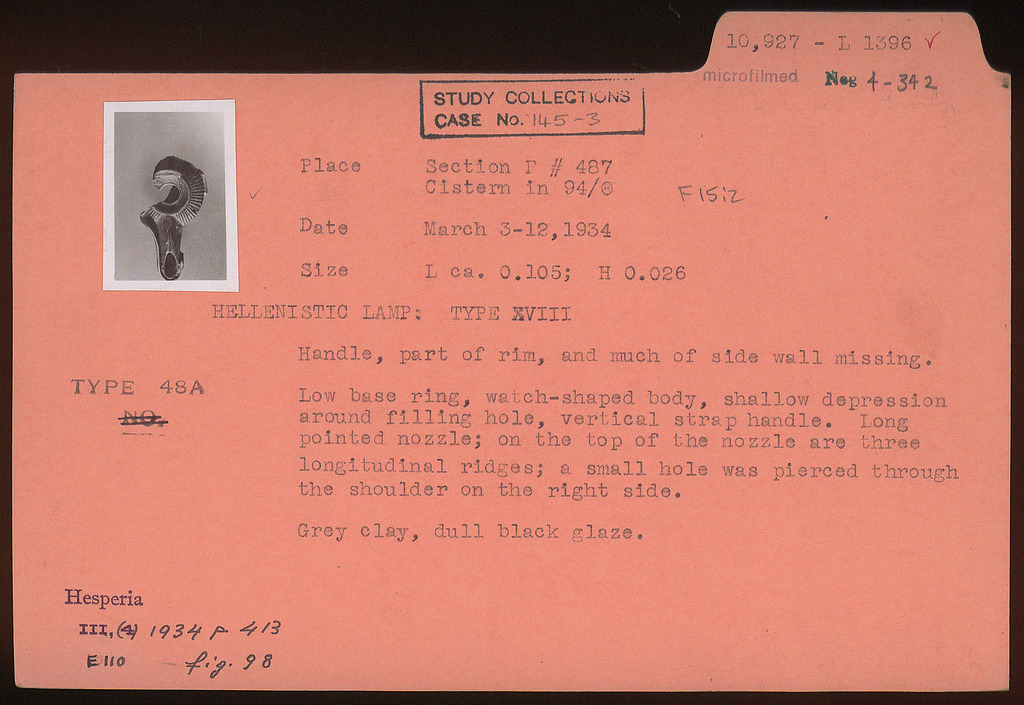 10,927 - L 1396 ✓
microfilmed Neg 4-342
STUDY COLLECTIONS
CASE No. 145-3
Place Section Γ # 487
Cistern in 94/ F15:2
Date March 3-12,1934
Size L ca. 0.105; H 0.026
HELLENISTIC LAMP: TYPE XVIII
Handle, part of rim, and much of side wall missing.
TYPE 48A
NO.
Low base ring, watch-shaped body, shallow depression
around filling hole, vertical strap handle. Long
pointed nozzle; on the top of the nozzle are three
longitudinal ridges; a small hole was pierced through
the shoulder on the right side.
Grey clay, dull black glaze.
Hesperia
III, (4) 1934 p. 413
E 110 fig. 98